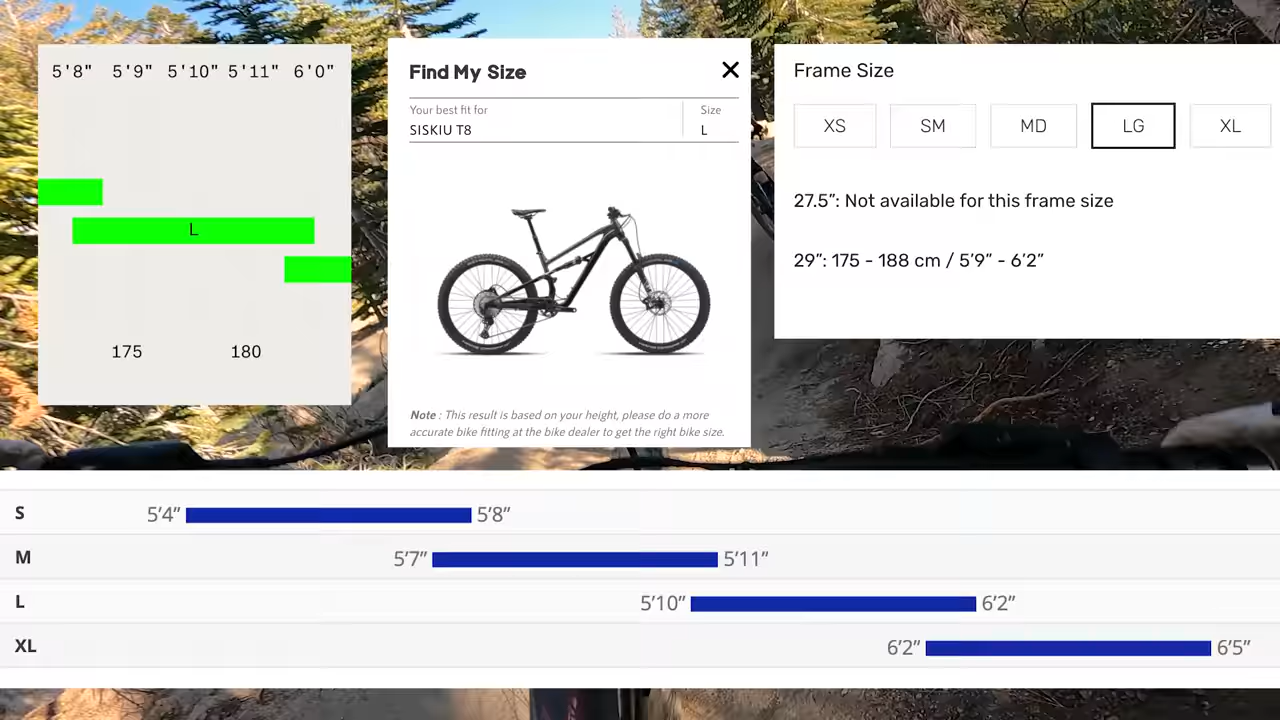 5'8" 5'9" 5'10" 5'11" 6'0"
L
175 180
Find My Size
Your best fit for Size
SISKIU T8 L
Note : This result is based on your height, please do a more
accurate bike fitting at the bike dealer to get the right bike size.
Frame Size
XS SM MD LG XL
27.5”: Not available for this frame size
29”: 175 - 188 cm / 5’9” - 6’2”
S 5’4” 5’8”
M 5’7” 5’11”
L 5’10” 6’2”
XL 6’2” 6’5”